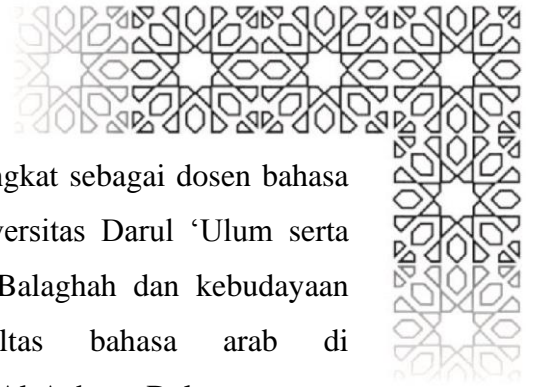 ngkat sebagai dosen bahasa
versitas Darul ‘Ulum serta
Balaghah dan kebudayaan
ltas bahasa arab di